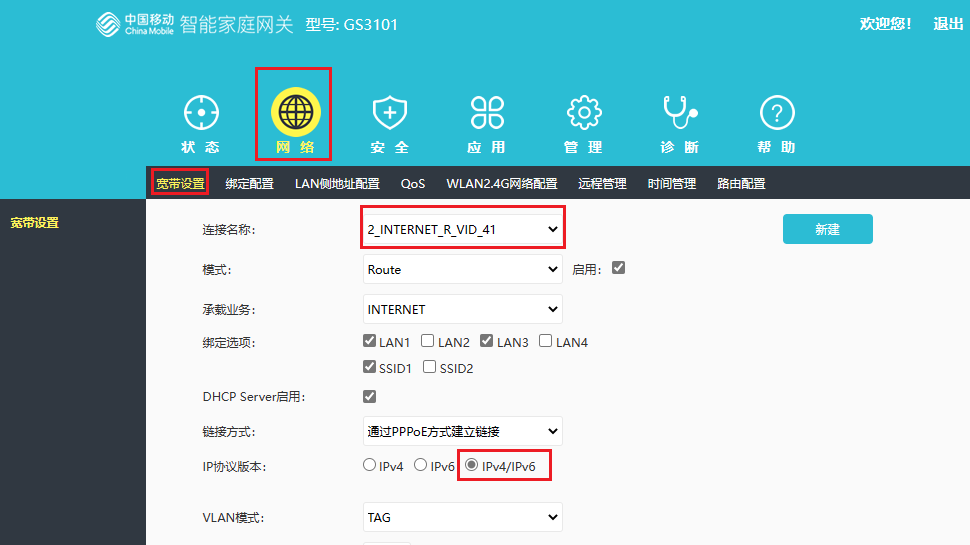 中国移动 China Mobile 智能家庭网关 型号: GS3101 欢迎您! 退出
状态 网络 安全 应用 管理 诊断 帮助
宽带设置 绑定配置 LAN侧地址配置 QoS WLAN2.4G网络配置 远程管理 时间管理 路由配置
宽带设置
连接名称: 2_INTERNET_R_VID_41 新建
模式: Route 启用:
承载业务: INTERNET
绑定选项: LAN1 LAN2 LAN3 LAN4
SSID1 SSID2
DHCP Server启用:
链接方式: 通过PPPoE方式建立链接
IP协议版本: IPv4 IPv6 IPv4/IPv6
VLAN模式: TAG